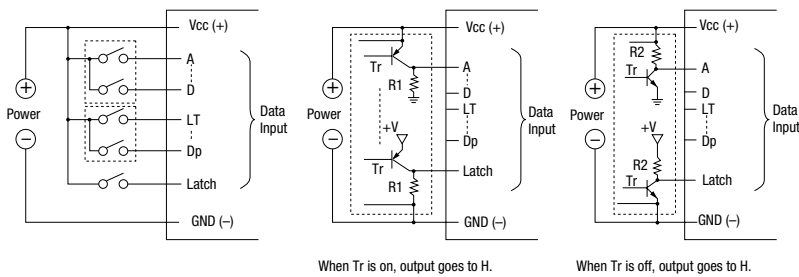 Vcc (+)
A
D
LT
Dp
Latch
GND (–)
Power
Data
Input
Vcc (+)
Tr
R1
A
D
LT
+V
Dp
Tr
R1
Latch
GND (–)
Power
Data
Input
When Tr is on, output goes to H.
Vcc (+)
R2
Tr
A
D
LT
+V
Dp
R2
Tr
Latch
GND (–)
Power
Data
Input
When Tr is off, output goes to H.